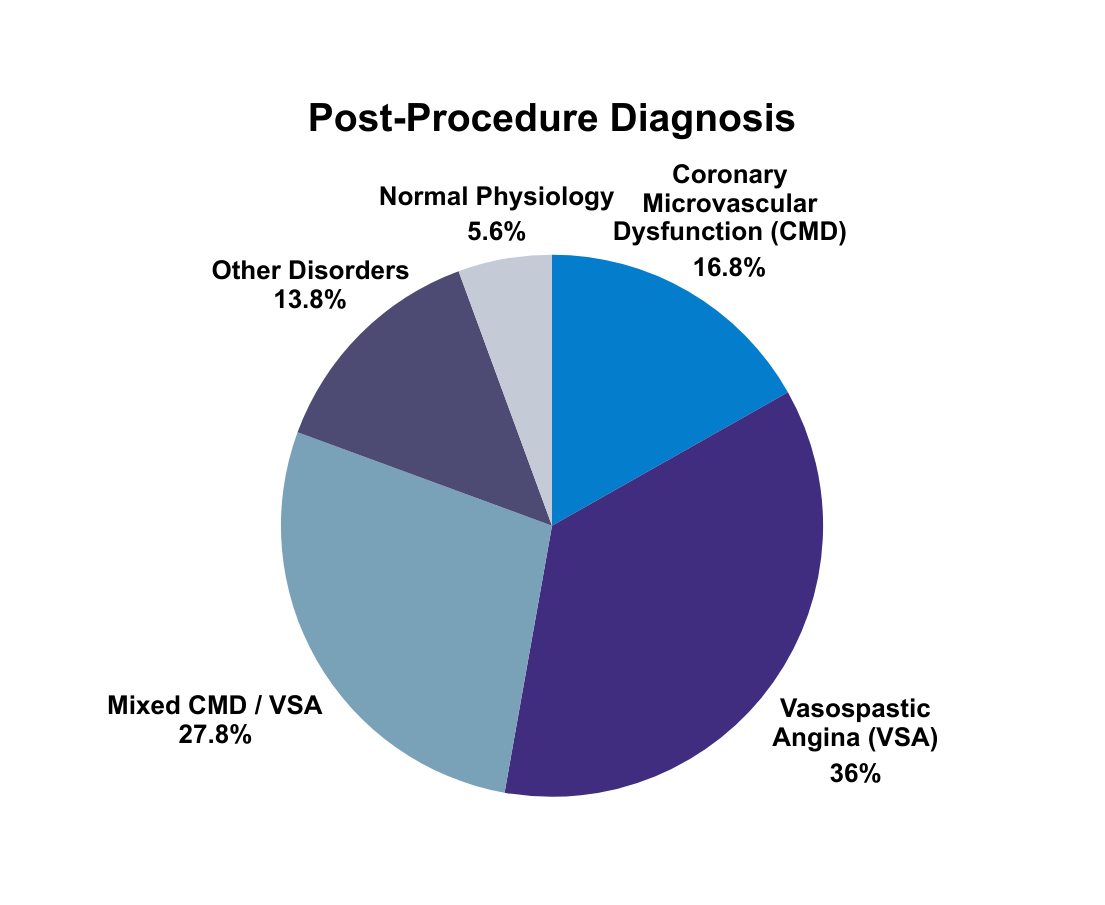 Post-Procedure Diagnosis
Normal Physiology
5.6%
Coronary
Microvascular
Dysfunction (CMD)
16.8%
Other Disorders
13.8%
Mixed CMD / VSA
27.8%
Vasospastic
Angina (VSA)
36%